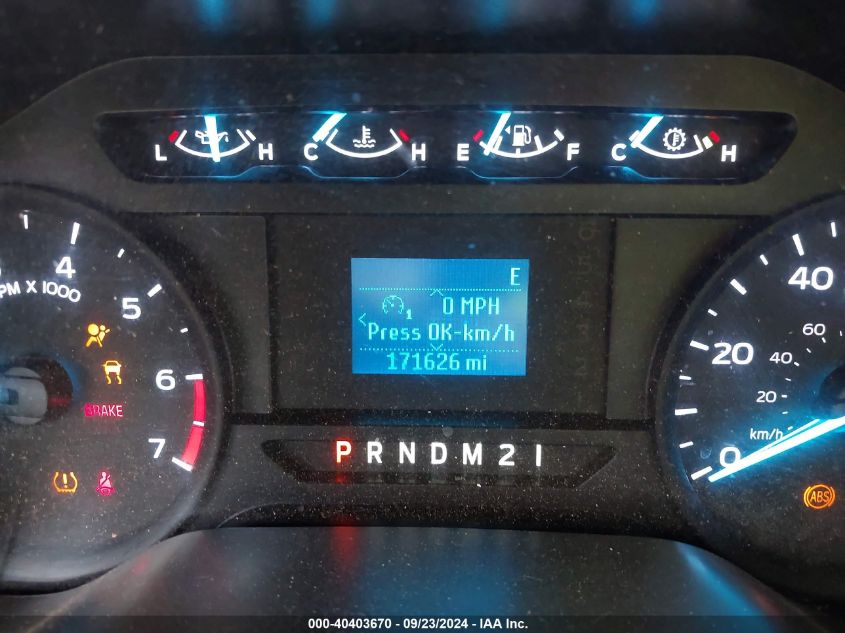 L H C H E F C H
4
PM X 1000
5
6
7
BRAKE
E
1 0 MPH
Press OK-km/h
171626 mi
P R N D M 2 1
40
20
0
60
40
20
km/h
ABS
000-40403670 - 09/23/2024 - IAA Inc.